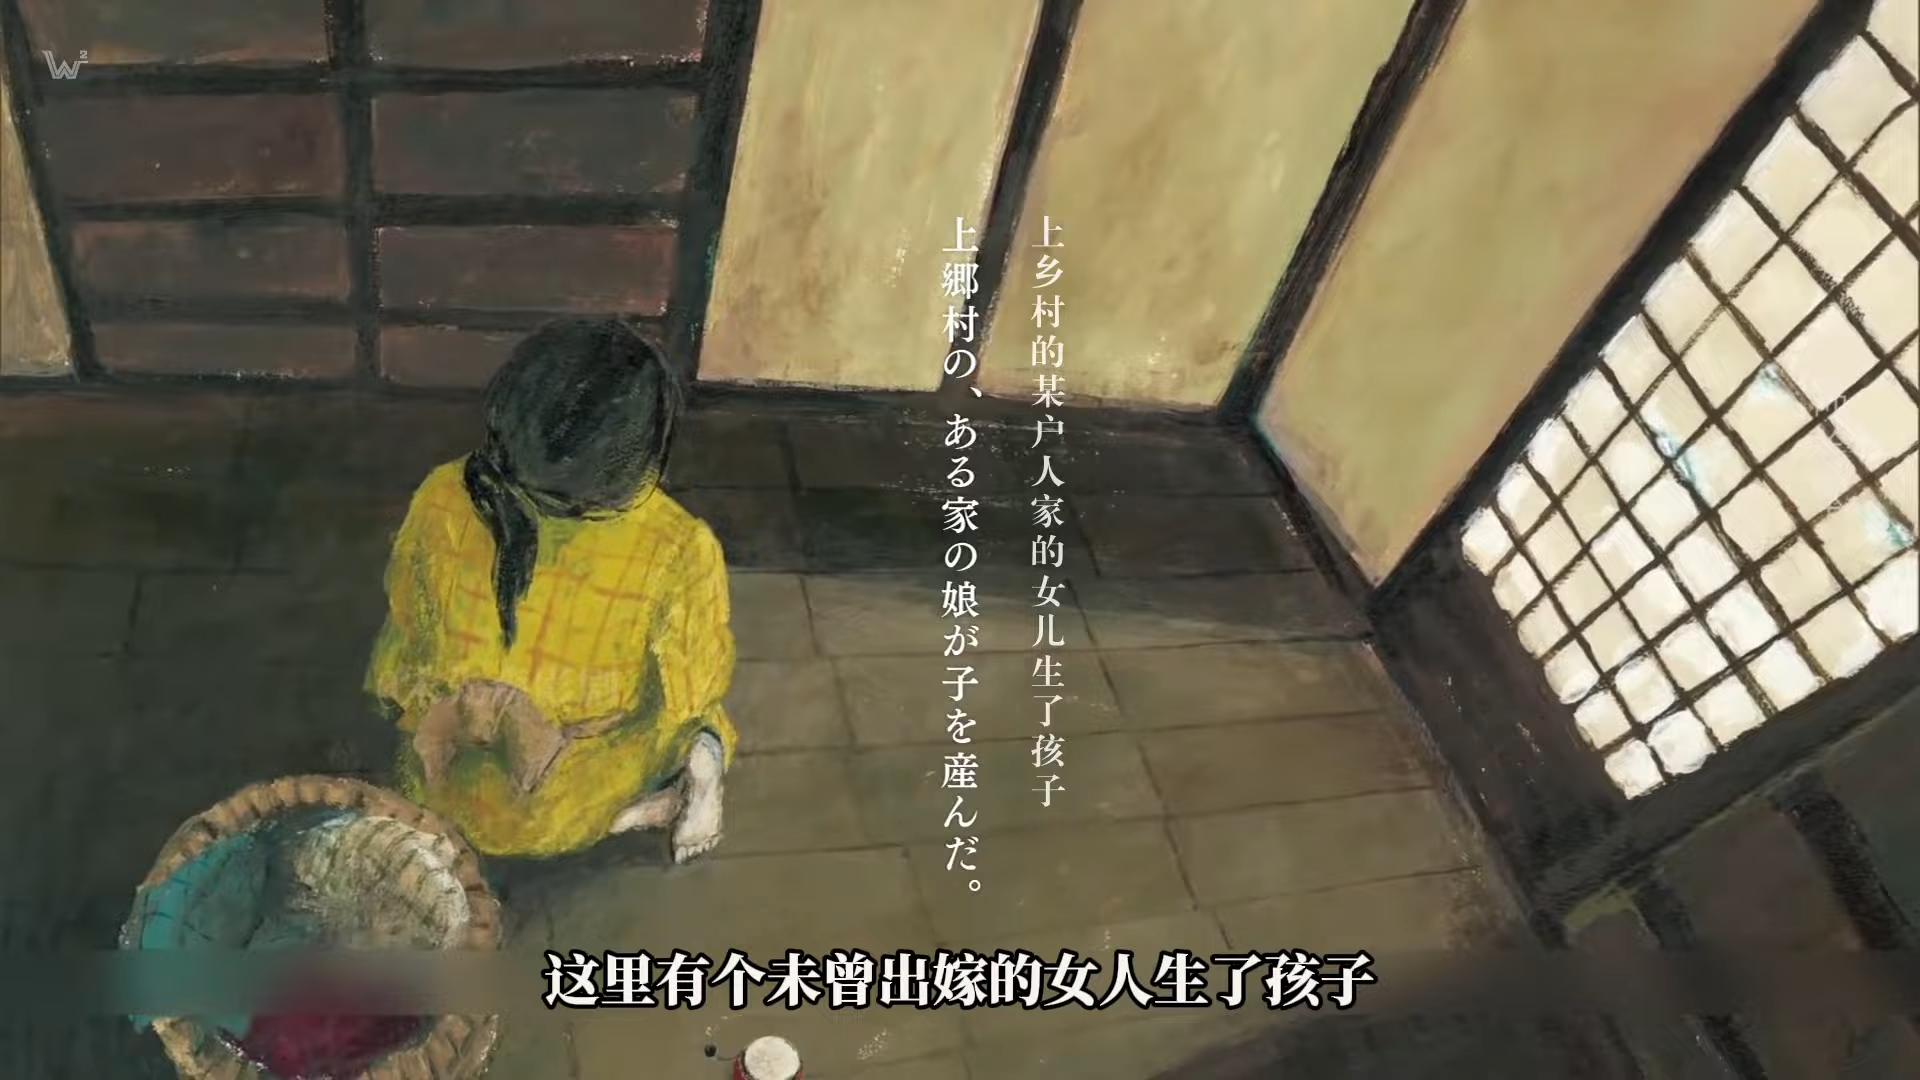 W²
上乡村的某户人家的女儿生了孩子
上郷村の、ある家の娘が子を産んだ。
这里有个未曾出嫁的女人生了孩子